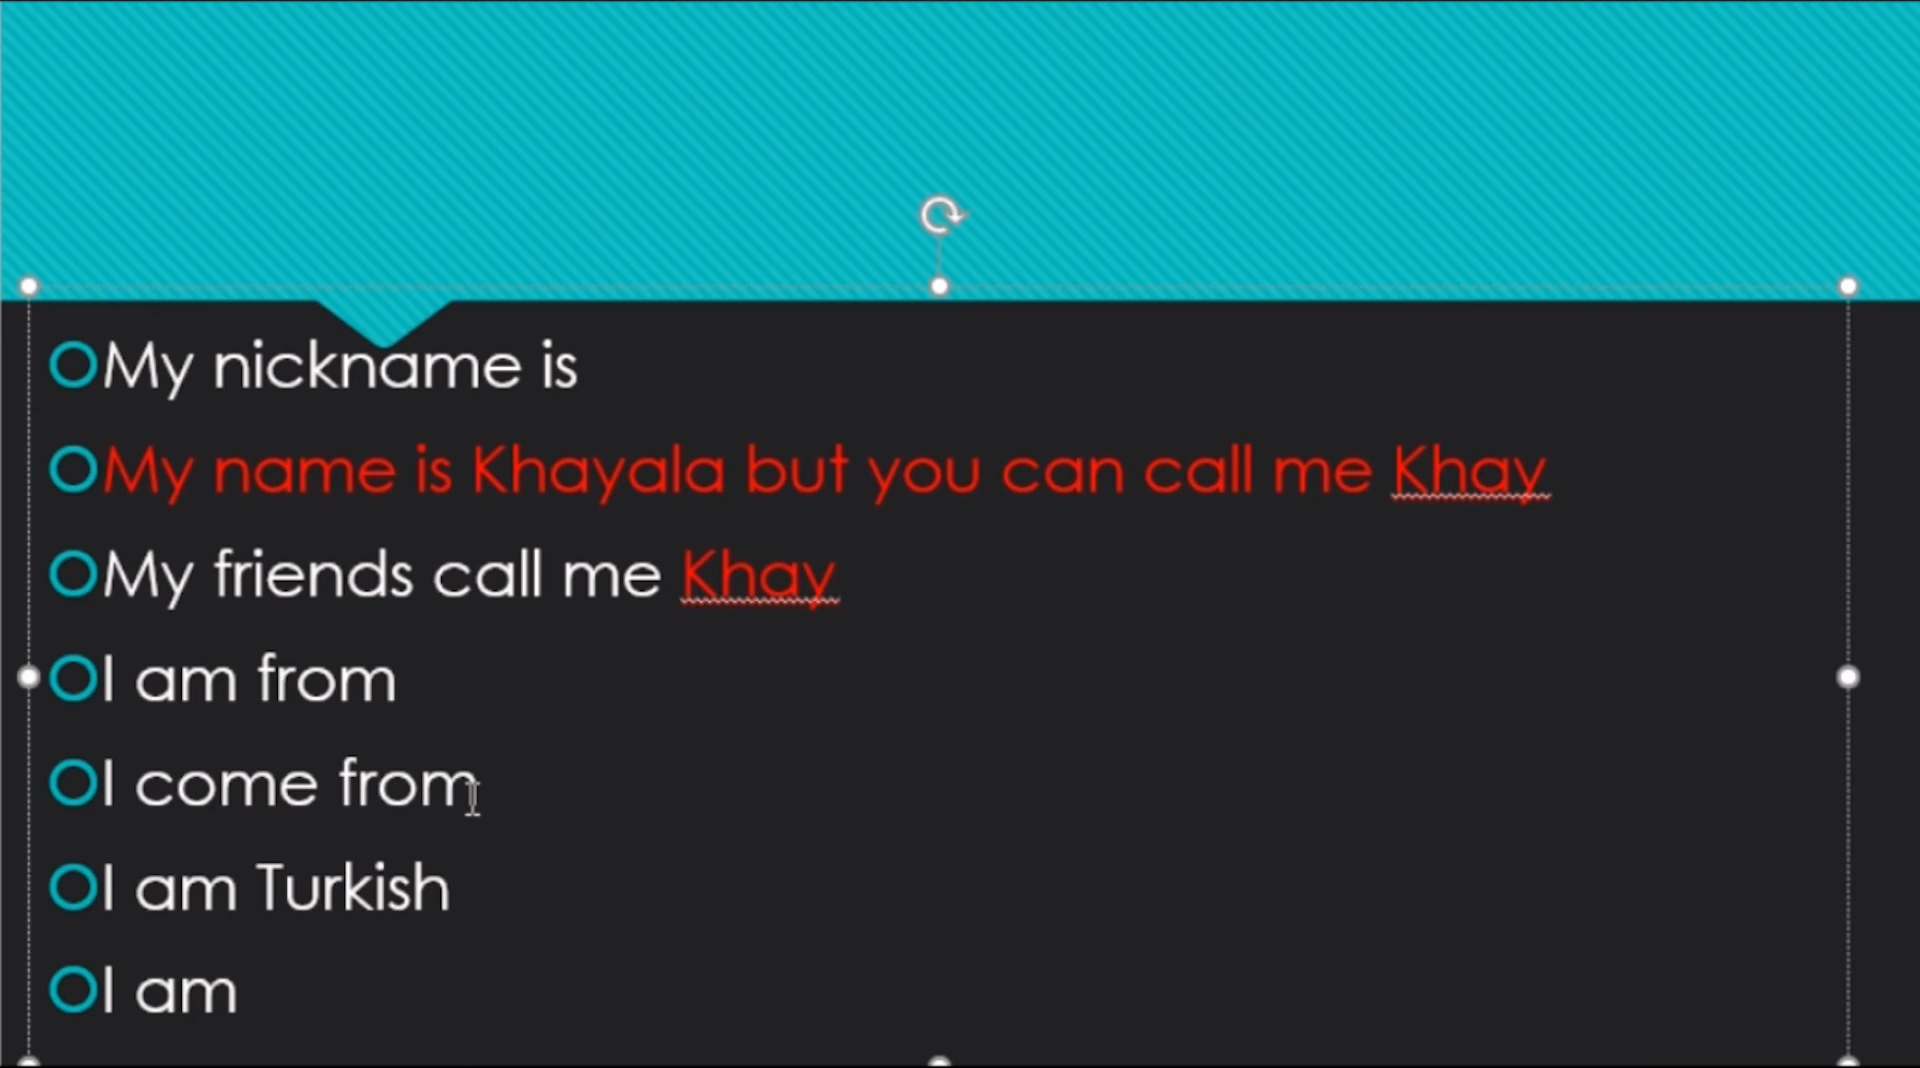 My nickname is
My name is Khayala but you can call me Khay
My friends call me Khay
I am from
I come from
I am Turkish
I am